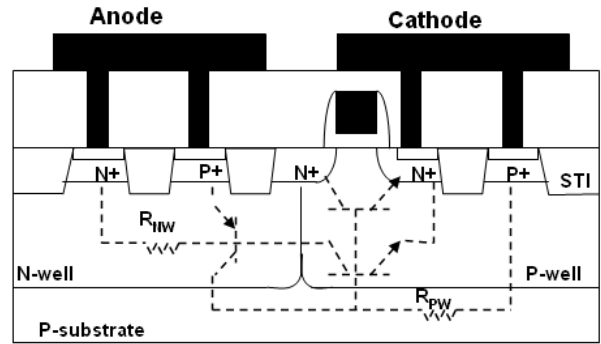 Anode Cathode
N+ P+ N+ N+ P+ STI
R_NW
N-well P-well
R_PW
P-substrate